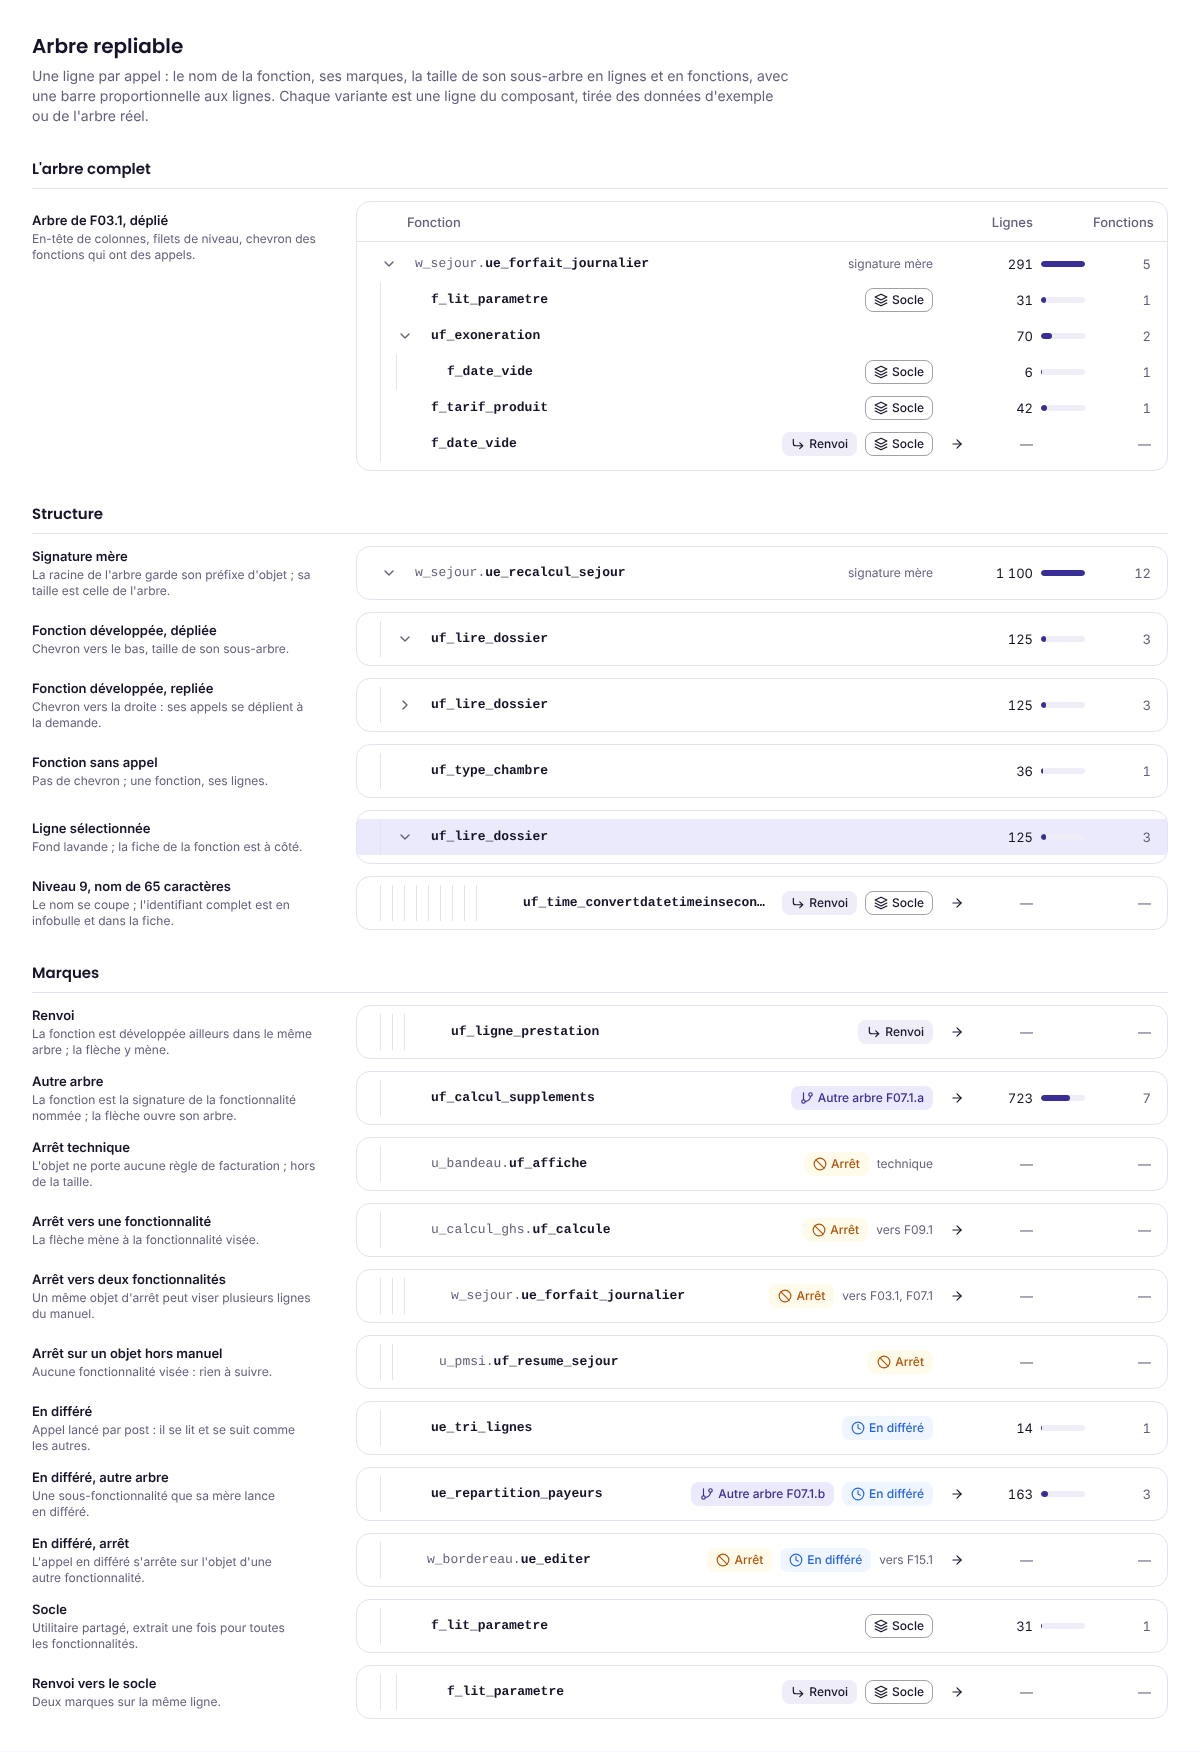 Arbre repliable
Une ligne par appel : le nom de la fonction, ses marques, la taille de son sous-arbre en lignes et en fonctions, avec
une barre proportionnelle aux lignes. Chaque variante est une ligne du composant, tirée des données d'exemple
ou de l'arbre réel.
L'arbre complet
Arbre de F03.1, déplié
En-tête de colonnes, filets de niveau, chevron des
fonctions qui ont des appels.
Fonction Lignes Fonctions
w_sejour.ue_forfait_journalier signature mère 291 5
f_lit_parametre Socle 31 1
uf_exoneration 70 2
f_date_vide Socle 6 1
f_tarif_produit Socle 42 1
f_date_vide Renvoi Socle → — —
Structure
Signature mère
La racine de l'arbre garde son préfixe d'objet ; sa
taille est celle de l'arbre.
w_sejour.ue_recalcul_sejour signature mère 1 100 12
Fonction développée, dépliée
Chevron vers le bas, taille de son sous-arbre.
uf_lire_dossier 125 3
Fonction développée, repliée
Chevron vers la droite : ses appels se déplient à
la demande.
uf_lire_dossier 125 3
Fonction sans appel
Pas de chevron ; une fonction, ses lignes.
uf_type_chambre 36 1
Ligne sélectionnée
Fond lavande ; la fiche de la fonction est à côté.
uf_lire_dossier 125 3
Niveau 9, nom de 65 caractères
Le nom se coupe ; l'identifiant complet est en
infobulle et dans la fiche.
uf_time_convertdatetimeinsecon… Renvoi Socle → — —
Marques
Renvoi
La fonction est développée ailleurs dans le même
arbre ; la flèche y mène.
uf_ligne_prestation Renvoi → — —
Autre arbre
La fonction est la signature de la fonctionnalité
nommée ; la flèche ouvre son arbre.
uf_calcul_supplements Autre arbre F07.1.a → 723 7
Arrêt technique
L'objet ne porte aucune règle de facturation ; hors
de la taille.
u_bandeau.uf_affiche Arrêt technique — —
Arrêt vers une fonctionnalité
La flèche mène à la fonctionnalité visée.
u_calcul_ghs.uf_calcule Arrêt vers F09.1 → — —
Arrêt vers deux fonctionnalités
Un même objet d'arrêt peut viser plusieurs lignes
du manuel.
w_sejour.ue_forfait_journalier Arrêt vers F03.1, F07.1 → — —
Arrêt sur un objet hors manuel
Aucune fonctionnalité visée : rien à suivre.
u_pmsi.uf_resume_sejour Arrêt — —
En différé
Appel lancé par post : il se lit et se suit comme
les autres.
ue_tri_lignes En différé 14 1
En différé, autre arbre
Une sous-fonctionnalité que sa mère lance
en différé.
ue_repartition_payeurs Autre arbre F07.1.b En différé → 163 3
En différé, arrêt
L'appel en différé s'arrête sur l'objet d'une
autre fonctionnalité.
w_bordereau.ue_editer Arrêt En différé vers F15.1 → — —
Socle
Utilitaire partagé, extrait une fois pour toutes
les fonctionnalités.
f_lit_parametre Socle 31 1
Renvoi vers le socle
Deux marques sur la même ligne.
f_lit_parametre Renvoi Socle → — —